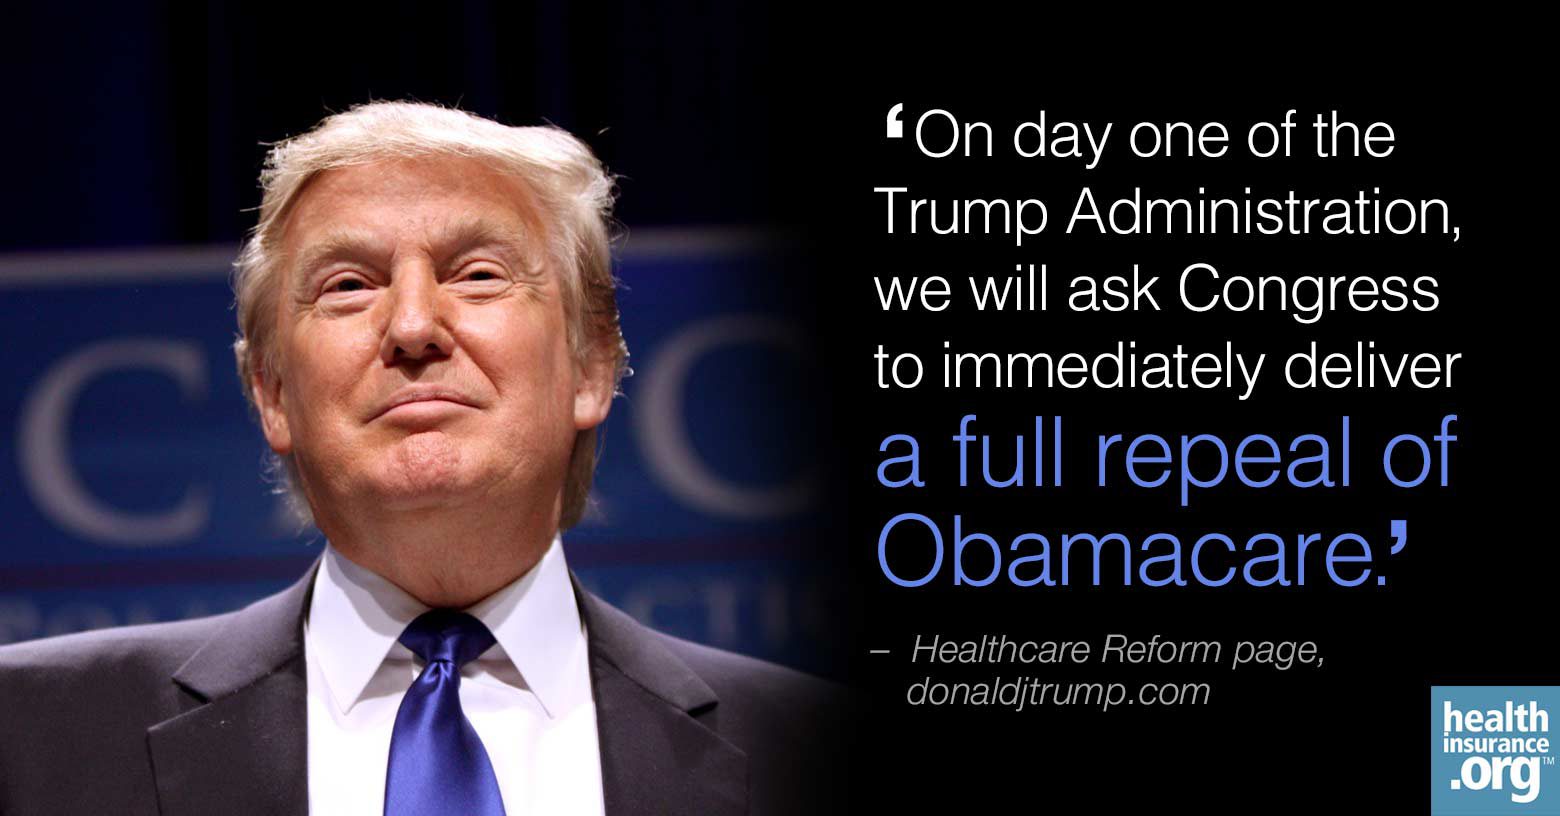 C
C
‘On day one of the
Trump Administration,
we will ask Congress
to immediately deliver
a full repeal of
Obamacare.’
– Healthcare Reform page,
donaldjtrump.com
health
insurance
.org™